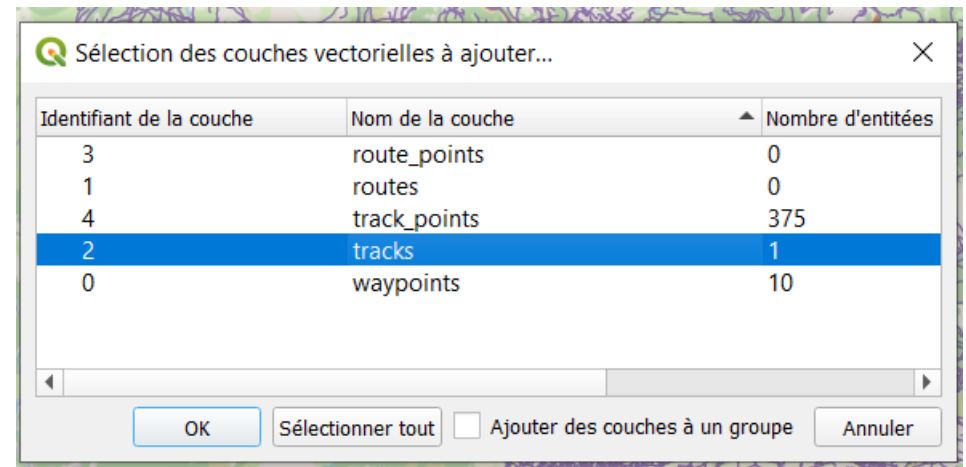 Sélection des couches vectorielles à ajouter...
Identifiant de la couche Nom de la couche Nombre d'entitées
3 route_points 0
1 routes 0
4 track_points 375
2 tracks 1
0 waypoints 10
OK Sélectionner tout Ajouter des couches à un groupe Annuler